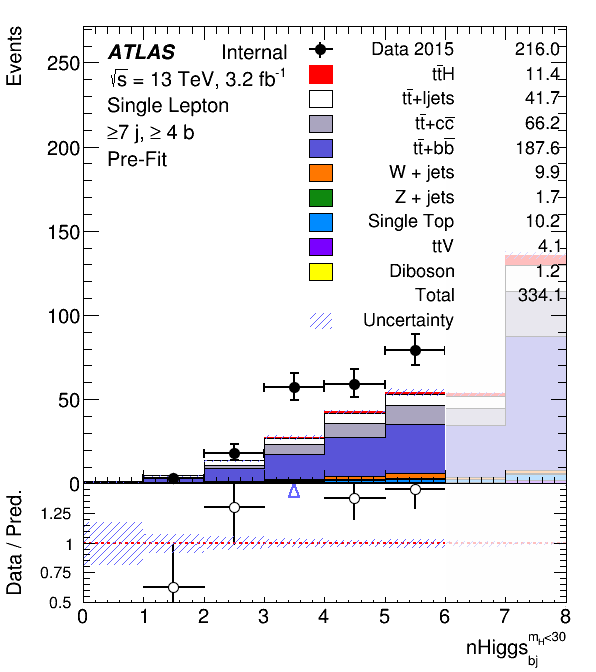 Events
ATLAS Internal
√s = 13 TeV, 3.2 fb⁻¹
Single Lepton
≥7 j, ≥ 4 b
Pre-Fit
Data 2015 216.0
tt̄H 11.4
tt̄+ljets 41.7
tt̄+cc̄ 66.2
tt̄+bb̄ 187.6
W + jets 9.9
Z + jets 1.7
Single Top 10.2
ttV 4.1
Diboson 1.2
Total 334.1
Uncertainty
250
200
150
100
50
0
Data / Pred.
1.25
1
0.75
0.5
0 1 2 3 4 5 6 7 8
nHiggs_bj^m_H<30